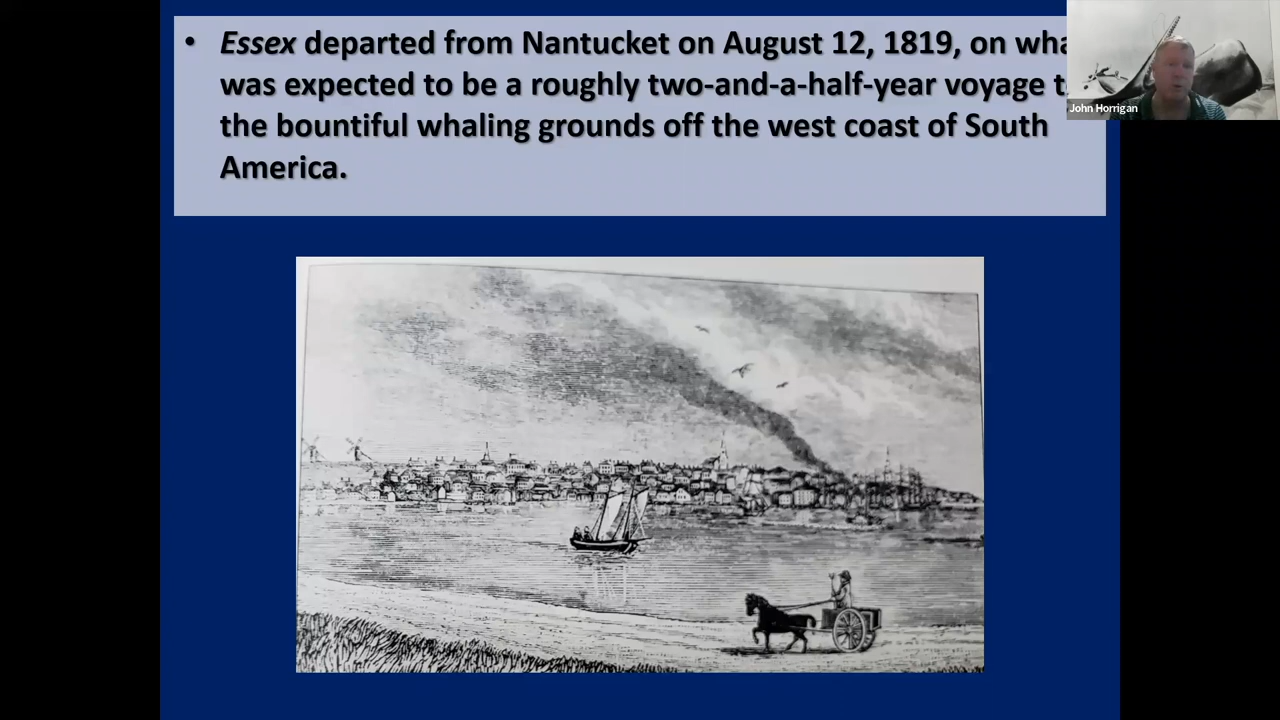 • Essex departed from Nantucket on August 12, 1819, on
was expected to be a roughly two-and-a-half-year voyage
the bountiful whaling grounds off the west coast of South
America.
John Horrigan